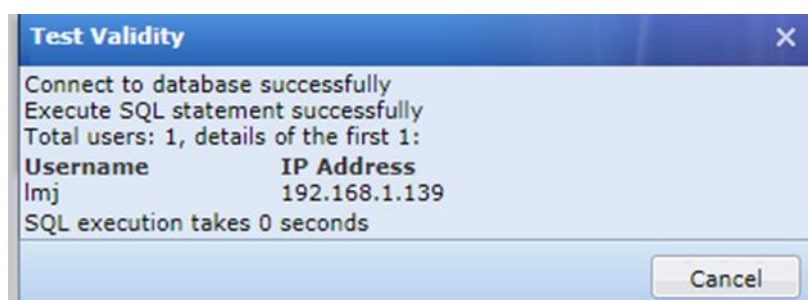 Test Validity
Connect to database successfully
Execute SQL statement successfully
Total users: 1, details of the first 1:
Username IP Address
lmj 192.168.1.139
SQL execution takes 0 seconds
Cancel